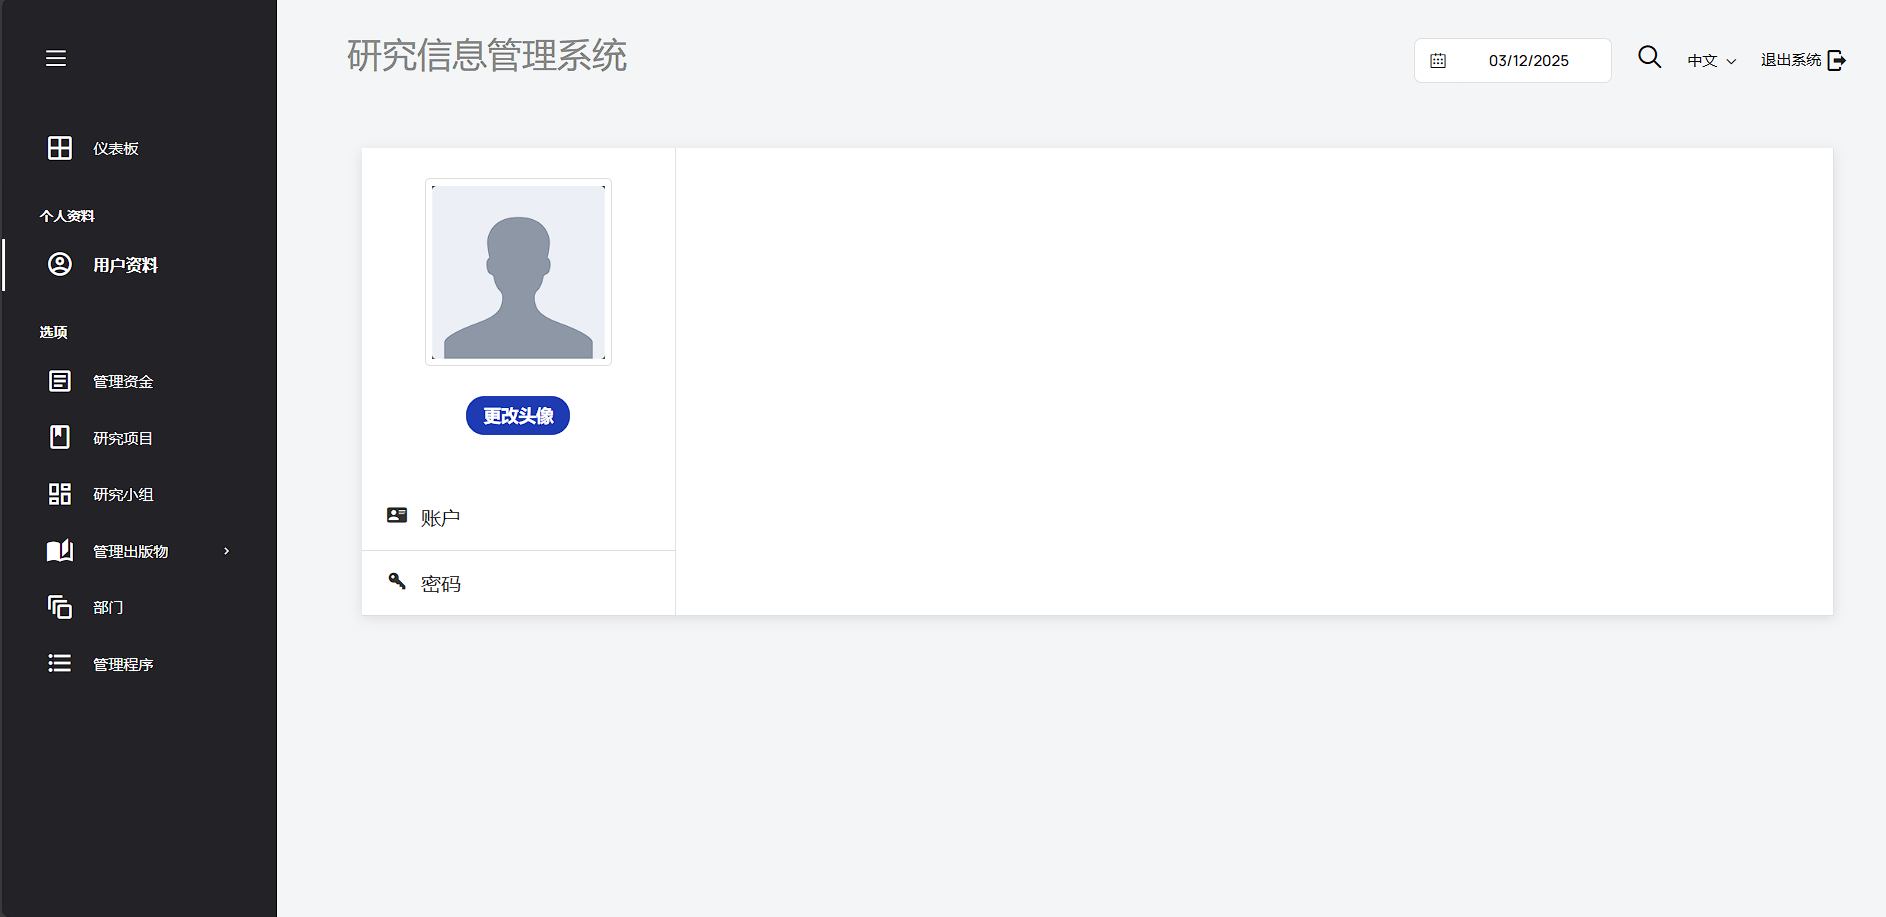 研究信息管理系统
03/12/2025
中文
退出系统
仪表板
个人资料
用户资料
选项
管理资金
研究项目
研究小组
管理出版物
部门
管理程序
更改头像
账户
密码